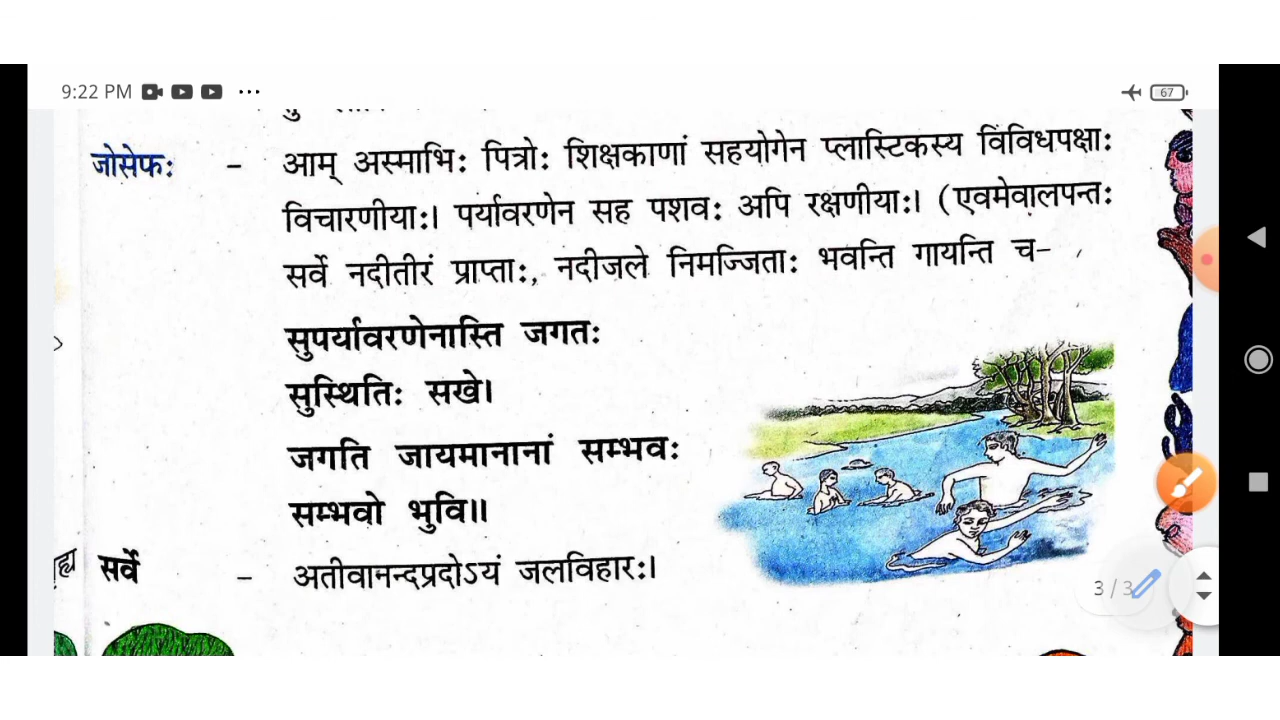 9:22 PM
67
जोसेफः - आम् अस्माभिः पित्रोः शिक्षकाणां सहयोगेन प्लास्टिकस्य विविधपक्षाः
विचारणीयाः। पर्यावरणेन सह पशवः अपि रक्षणीयाः। (एवमेवालपन्तः
सर्वे नदीतीरं प्राप्ताः, नदीजले निमज्जिताः भवन्ति गायन्ति च-
सुपर्यावरणेनास्ति जगतः
सुस्थितिः सखे।
जगति जायमानानां सम्भवः
सम्भवो भुवि॥
सर्वे - अतीवानन्दप्रदोऽयं जलविहारः।
3 / 3